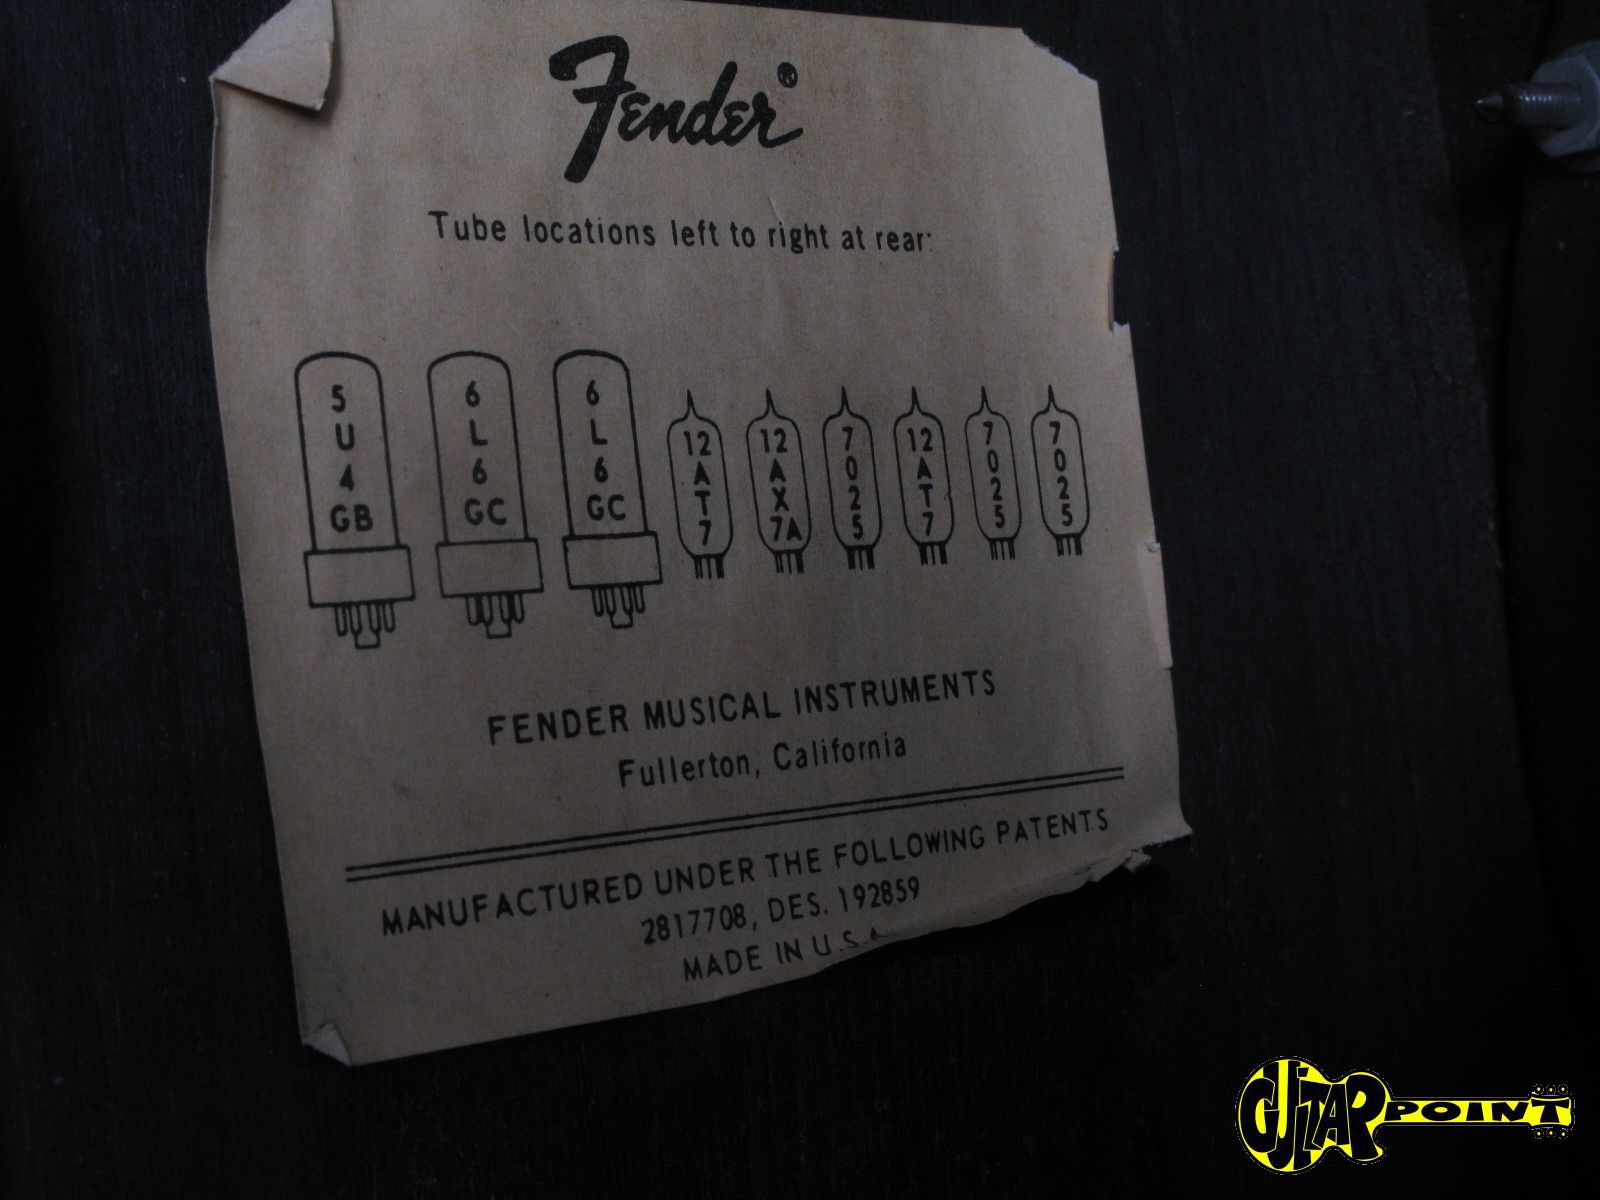 Fender®
Tube locations left to right at rear:
5U4GB 6L6GC 6L6GC 12AT7 12AX7A 7025 12AT7 7025 7025
FENDER MUSICAL INSTRUMENTS
Fullerton, California
MANUFACTURED UNDER THE FOLLOWING PATENTS
2817708, DES. 192859
MADE IN U.S.A.
GUITAR POINT